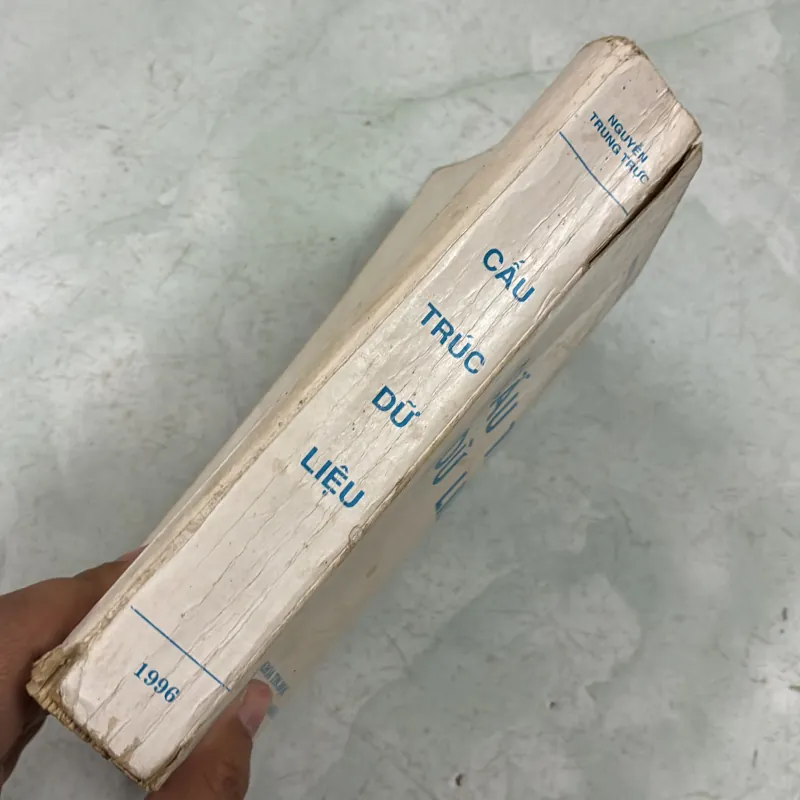 NGUYỄN
TRUNG TRỰC
CẤU
TRÚC
DỮ
LIỆU
1996